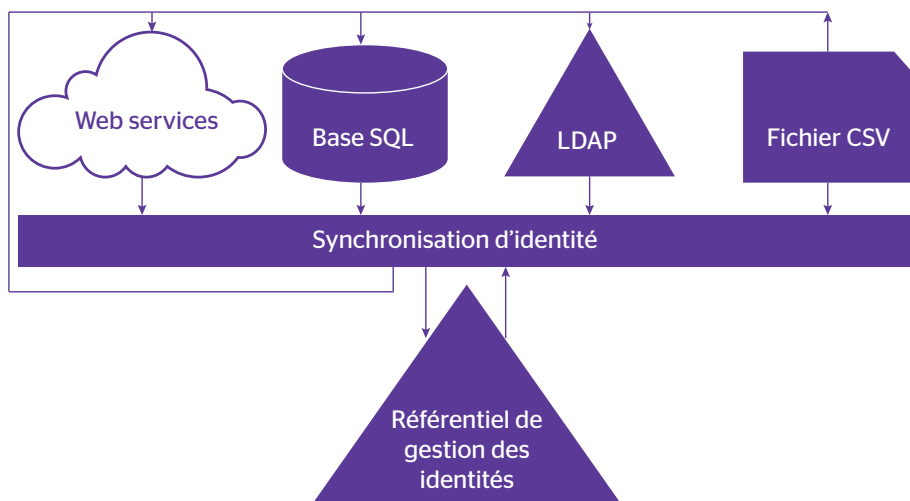 Web services
Base SQL
LDAP
Fichier CSV
Synchronisation d’identité
Référentiel de
gestion des
identités